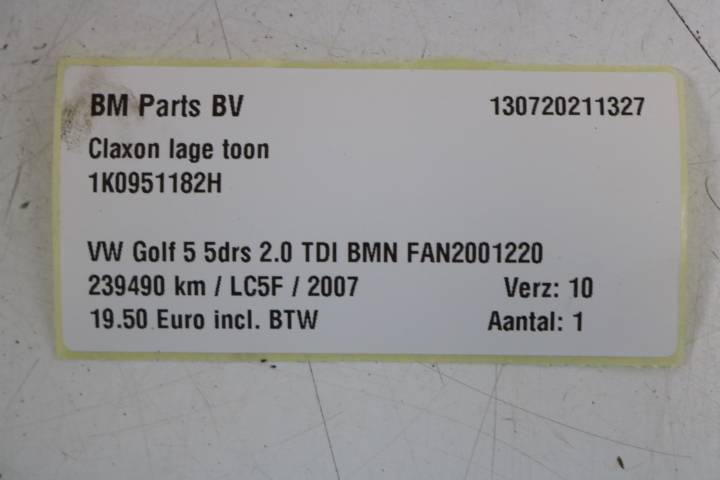 BM Parts BV 130720211327
Claxon lage toon
1K0951182H
VW Golf 5 5drs 2.0 TDI BMN FAN2001220
239490 km / LC5F / 2007 Verz: 10
19.50 Euro incl. BTW Aantal: 1